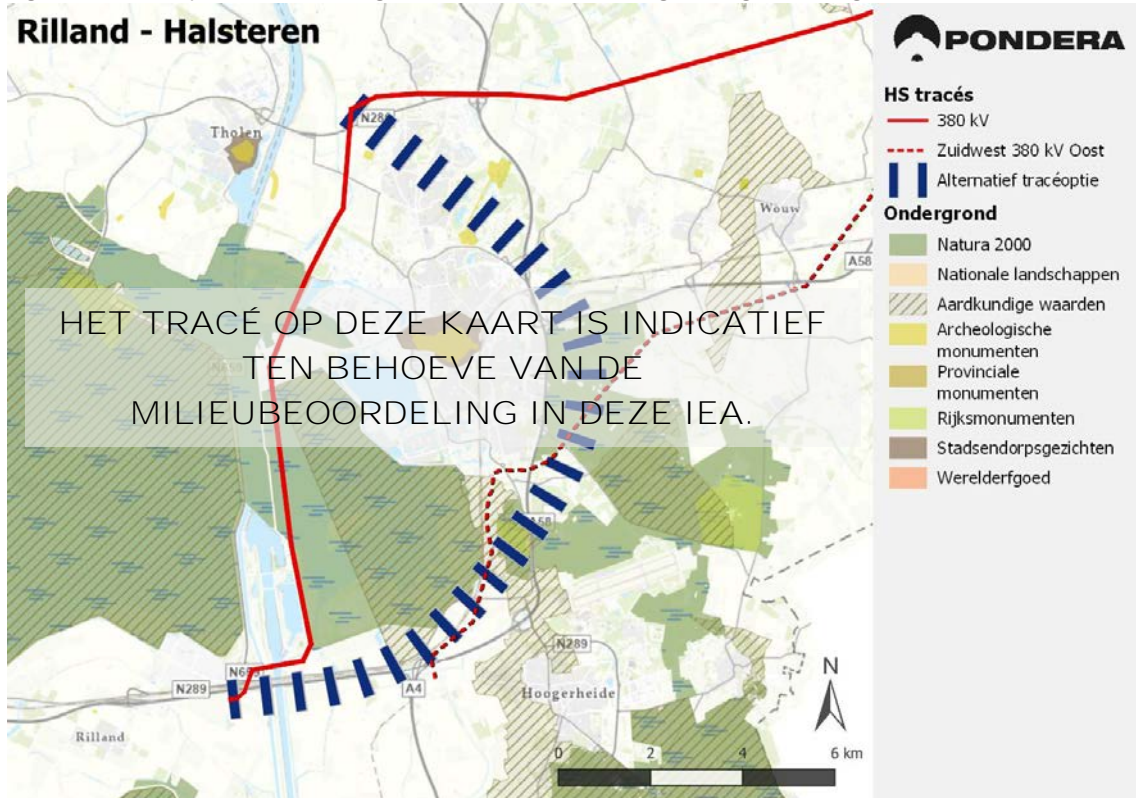 Rilland - Halsteren
PONDERA
HS tracés
380 kV
Zuidwest 380 kV Oost
Alternatief tracéoptie
Ondergrond
Natura 2000
Nationale landschappen
Aardkundige waarden
Archeologische
monumenten
Provinciale
monumenten
Rijksmonumenten
Stadsendorpsgezichten
Werelderfgoed
Tholen
Wouw
A58
HET TRACÉ OP DEZE KAART IS INDICATIEF
TEN BEHOEVE VAN DE
MILIEUBEOORDELING IN DEZE IEA.
A58
N289
N289
A4
Hoogerheide
Rilland
N
0 2 4 6 km